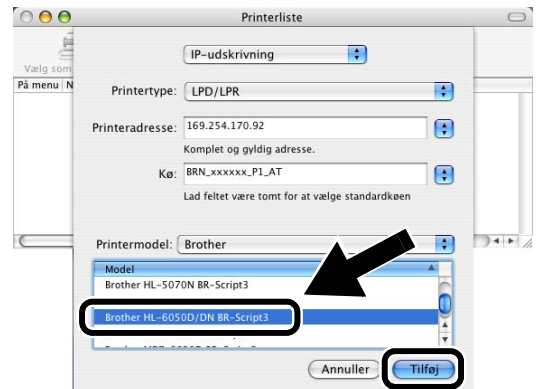 Printerliste
IP-udskrivning
Vælg som
På menu N
Printertype: LPD/LPR
Printeradresse: 169.254.170.92
Komplet og gyldig adresse.
Kø: BRN_xxxxxx_P1_AT
Lad feltet være tomt for at vælge standardkøen
Printermodel: Brother
Model
Brother HL-5070N BR-Script3
Brother HL-6050D/DN BR-Script3
Annuller Tilføj